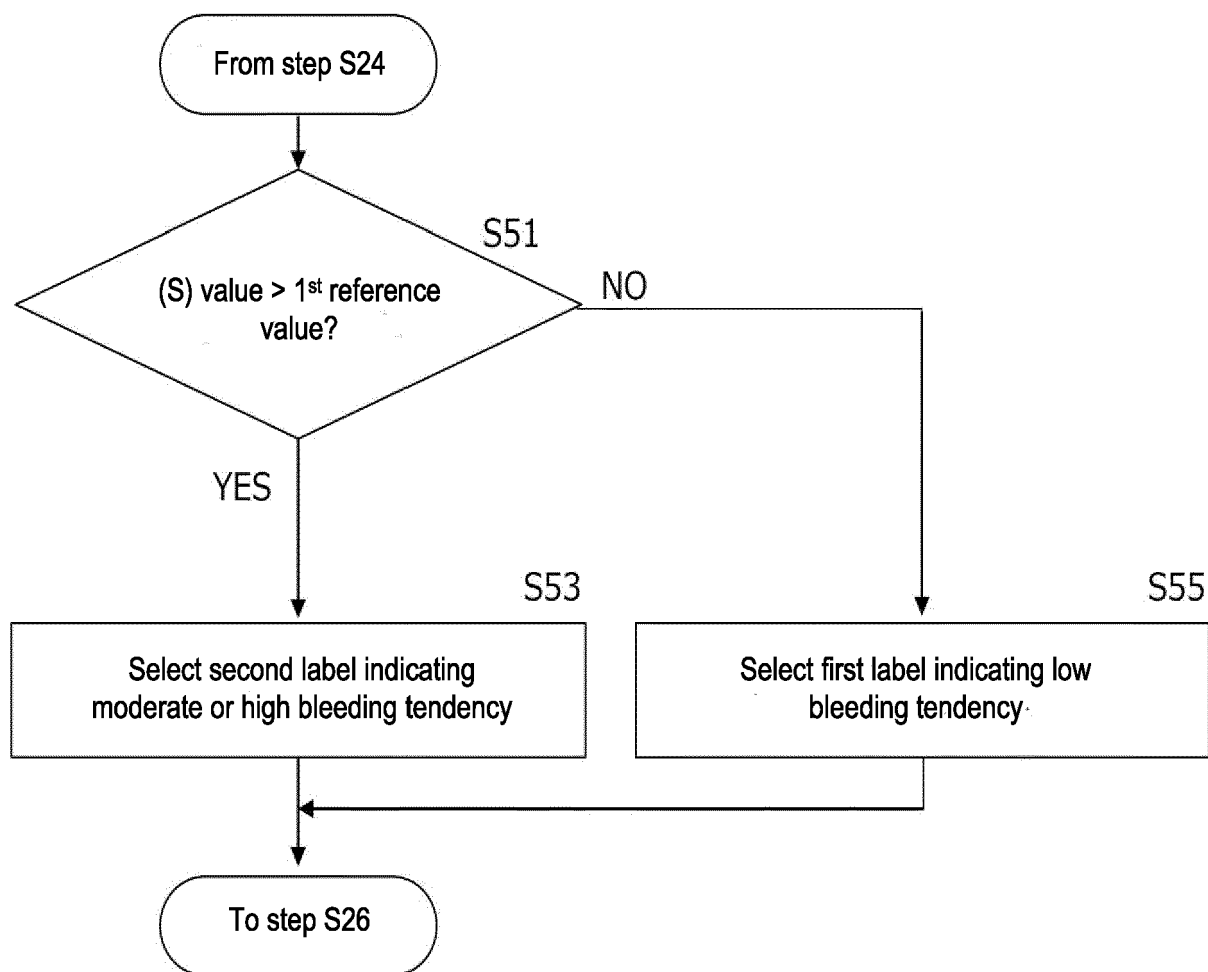 From step S24
S51
(S) value > 1st reference
value?
NO
YES
S53
S55
Select second label indicating
moderate or high bleeding tendency
Select first label indicating low
bleeding tendency
To step S26